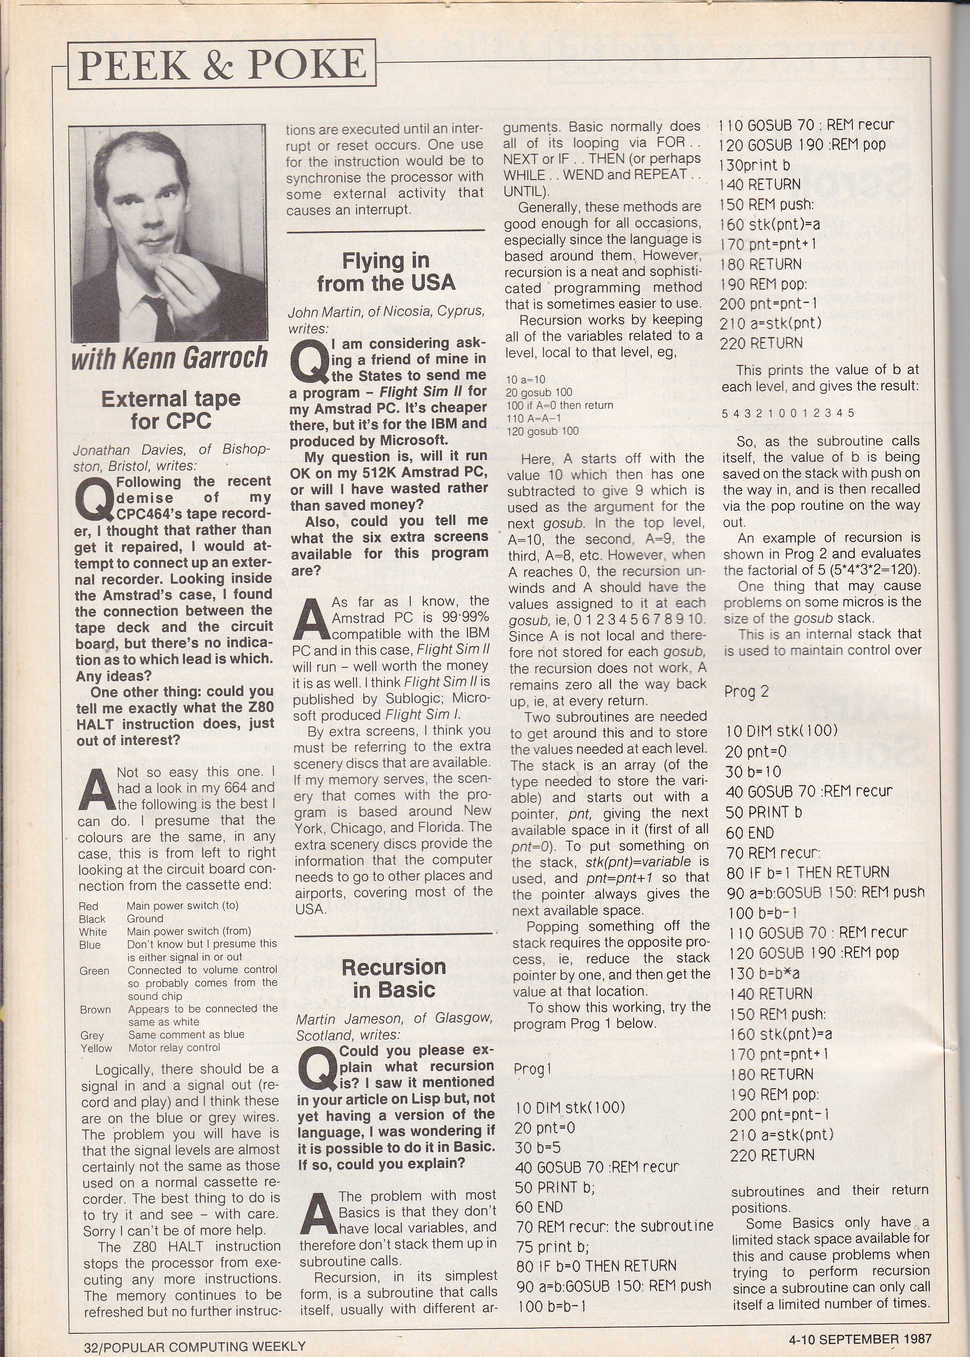 PEEK & POKE
with Kenn Garroch
External tape
for CPC
Jonathan Davies, of Bishop-
ston, Bristol, writes:
Q Following the recent
demise of my
CPC464's tape record-
er, I thought that rather than
get it repaired, I would at-
tempt to connect up an exter-
nal recorder. Looking inside
the Amstrad's case, I found
the connection between the
tape deck and the circuit
board, but there's no indica-
tion as to which lead is which.
Any ideas?
One other thing: could you
tell me exactly what the Z80
HALT instruction does, just
out of interest?
A Not so easy this one. I
had a look in my 664 and
the following is the best I
can do. I presume that the
colours are the same, in any
case, this is from left to right
looking at the circuit board con-
nection from the cassette end:
Red Main power switch (to)
Black Ground
White Main power switch (from)
Blue Don't know but I presume this
is either signal in or out
Green Connected to volume control
so probably comes from the
sound chip
Brown Appears to be connected the
same as white
Grey Same comment as blue
Yellow Motor relay control
Logically, there should be a
signal in and a signal out (re-
cord and play) and I think these
are on the blue or grey wires.
The problem you will have is
that the signal levels are almost
certainly not the same as those
used on a normal cassette re-
corder. The best thing to do is
to try it and see – with care.
Sorry I can't be of more help.
The Z80 HALT instruction
stops the processor from exe-
cuting any more instructions.
The memory continues to be
refreshed but no further instruc-
tions are executed until an inter-
rupt or reset occurs. One use
for the instruction would be to
synchronise the processor with
some external activity that
causes an interrupt.
Flying in
from the USA
John Martin, of Nicosia, Cyprus,
writes:
Q I am considering ask-
ing a friend of mine in
the States to send me
a program – Flight Sim II for
my Amstrad PC. It's cheaper
there, but it's for the IBM and
produced by Microsoft.
My question is, will it run
OK on my 512K Amstrad PC,
or will I have wasted rather
than saved money?
Also, could you tell me
what the six extra screens
available for this program
are?
A As far as I know, the
Amstrad PC is 99·99%
compatible with the IBM
PC and in this case, Flight Sim II
will run – well worth the money
it is as well. I think Flight Sim II is
published by Sublogic; Micro-
soft produced Flight Sim I.
By extra screens, I think you
must be referring to the extra
scenery discs that are available.
If my memory serves, the scen-
ery that comes with the pro-
gram is based around New
York, Chicago, and Florida. The
extra scenery discs provide the
information that the computer
needs to go to other places and
airports, covering most of the
USA.
Recursion
in Basic
Martin Jameson, of Glasgow,
Scotland, writes:
Q Could you please ex-
plain what recursion
is? I saw it mentioned
in your article on Lisp but, not
yet having a version of the
language, I was wondering if
it is possible to do it in Basic.
If so, could you explain?
A The problem with most
Basics is that they don't
have local variables, and
therefore don't stack them up in
subroutine calls.
Recursion, in its simplest
form, is a subroutine that calls
itself, usually with different ar-
guments. Basic normally does
all of its looping via FOR . .
NEXT or IF . . THEN (or perhaps
WHILE . . WEND and REPEAT . .
UNTIL).
Generally, these methods are
good enough for all occasions,
especially since the language is
based around them. However,
recursion is a neat and sophisti-
cated programming method
that is sometimes easier to use.
Recursion works by keeping
all of the variables related to a
level, local to that level, eg,
10 a=10
20 gosub 100
100 if A=0 then return
110 A=A-1
120 gosub 100
Here, A starts off with the
value 10 which then has one
subtracted to give 9 which is
used as the argument for the
next gosub. In the top level,
A=10, the second, A=9, the
third, A=8, etc. However, when
A reaches 0, the recursion un-
winds and A should have the
values assigned to it at each
gosub, ie, 0 1 2 3 4 5 6 7 8 9 10.
Since A is not local and there-
fore not stored for each gosub,
the recursion does not work, A
remains zero all the way back
up, ie, at every return.
Two subroutines are needed
to get around this and to store
the values needed at each level.
The stack is an array (of the
type needed to store the vari-
able) and starts out with a
pointer, pnt, giving the next
available space in it (first of all
pnt=0). To put something on
the stack, stk(pnt)=variable is
used, and pnt=pnt+1 so that
the pointer always gives the
next available space.
Popping something off the
stack requires the opposite pro-
cess, ie, reduce the stack
pointer by one, and then get the
value at that location.
To show this working, try the
program Prog 1 below.
Prog1
10 DIM stk(100)
20 pnt=0
30 b=5
40 GOSUB 70 :REM recur
50 PRINT b;
60 END
70 REM recur: the subroutine
75 print b;
80 IF b=0 THEN RETURN
90 a=b:GOSUB 150: REM push
100 b=b-1
110 GOSUB 70 : REM recur
120 GOSUB 190 :REM pop
130print b
140 RETURN
150 REM push:
160 stk(pnt)=a
170 pnt=pnt+1
180 RETURN
190 REM pop:
200 pnt=pnt-1
210 a=stk(pnt)
220 RETURN
This prints the value of b at
each level, and gives the result:
5 4 3 2 1 0 0 1 2 3 4 5
So, as the subroutine calls
itself, the value of b is being
saved on the stack with push on
the way in, and is then recalled
via the pop routine on the way
out.
An example of recursion is
shown in Prog 2 and evaluates
the factorial of 5 (5*4*3*2=120).
One thing that may cause
problems on some micros is the
size of the gosub stack.
This is an internal stack that
is used to maintain control over
Prog 2
10 DIM stk(100)
20 pnt=0
30 b=10
40 GOSUB 70 :REM recur
50 PRINT b
60 END
70 REM recur:
80 IF b=1 THEN RETURN
90 a=b:GOSUB 150: REM push
100 b=b-1
110 GOSUB 70 : REM recur
120 GOSUB 190 :REM pop
130 b=b*a
140 RETURN
150 REM push:
160 stk(pnt)=a
170 pnt=pnt+1
180 RETURN
190 REM pop:
200 pnt=pnt-1
210 a=stk(pnt)
220 RETURN
subroutines and their return
positions.
Some Basics only have a
limited stack space available for
this and cause problems when
trying to perform recursion
since a subroutine can only call
itself a limited number of times.
32/POPULAR COMPUTING WEEKLY
4-10 SEPTEMBER 1987